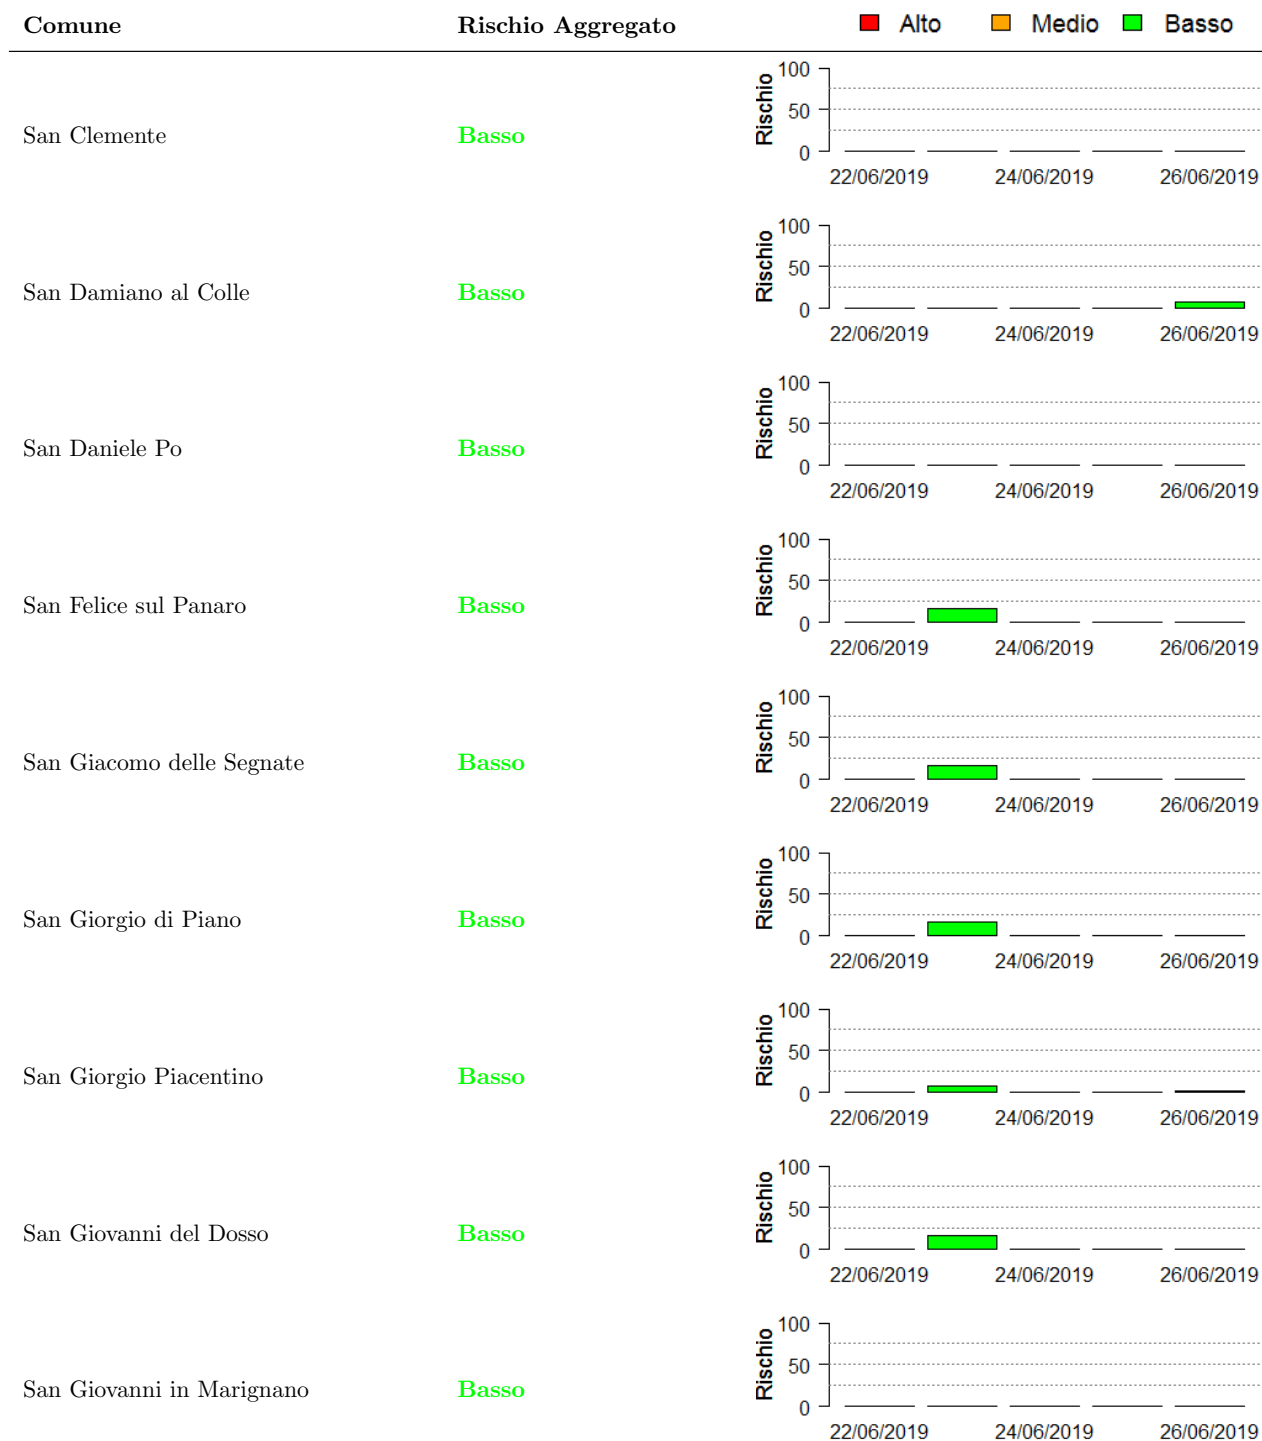 Comune Rischio Aggregato Alto Medio Basso
San Clemente Basso Rischio 100 50 0
22/06/2019 24/06/2019 26/06/2019
San Damiano al Colle Basso Rischio 100 50 0
22/06/2019 24/06/2019 26/06/2019
San Daniele Po Basso Rischio 100 50 0
22/06/2019 24/06/2019 26/06/2019
San Felice sul Panaro Basso Rischio 100 50 0
22/06/2019 24/06/2019 26/06/2019
San Giacomo delle Segnate Basso Rischio 100 50 0
22/06/2019 24/06/2019 26/06/2019
San Giorgio di Piano Basso Rischio 100 50 0
22/06/2019 24/06/2019 26/06/2019
San Giorgio Piacentino Basso Rischio 100 50 0
22/06/2019 24/06/2019 26/06/2019
San Giovanni del Dosso Basso Rischio 100 50 0
22/06/2019 24/06/2019 26/06/2019
San Giovanni in Marignano Basso Rischio 100 50 0
22/06/2019 24/06/2019 26/06/2019